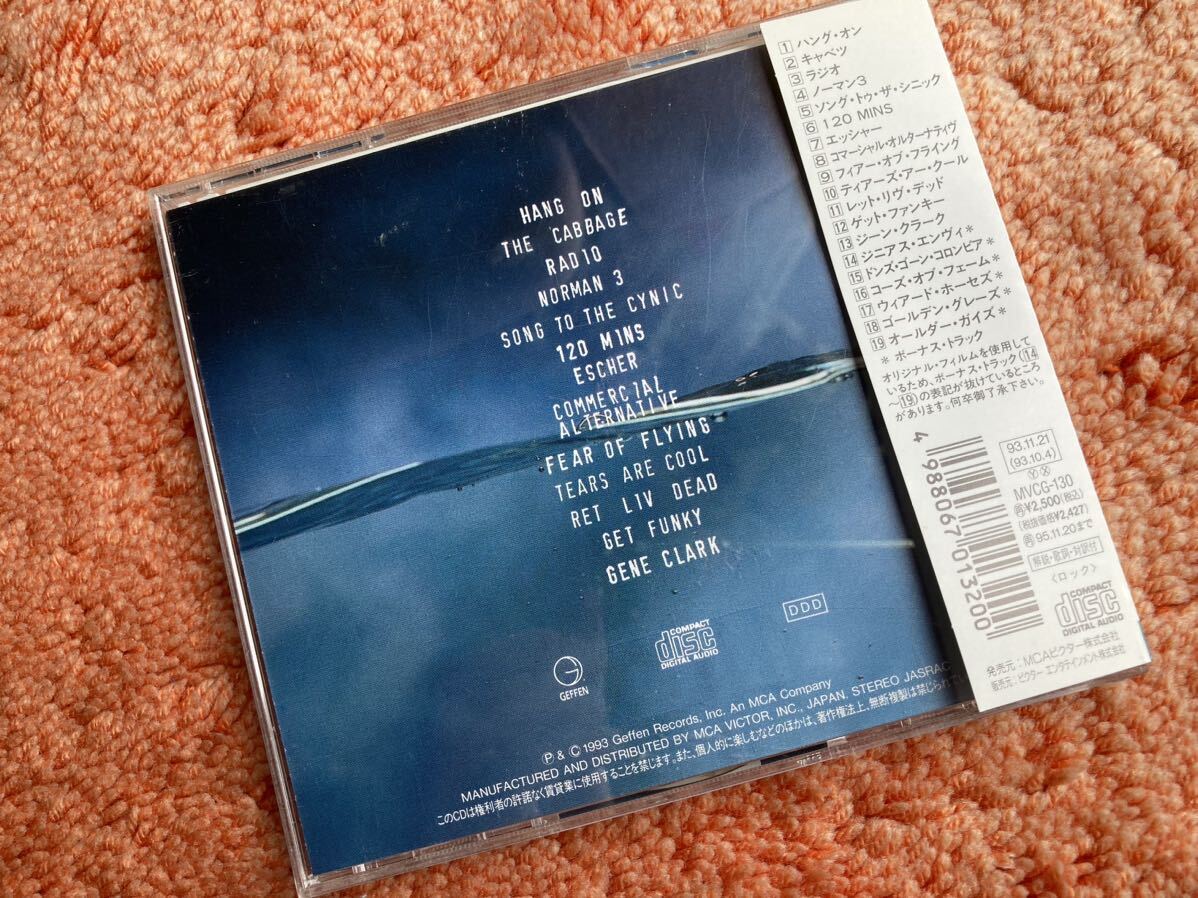 HANG ON
THE CABBAGE
RADIO
NORMAN 3
SONG TO THE CYNIC
120 MINS
ESCHER
COMMERCIAL
ALTERNATIVE
FEAR OF FLYING
TEARS ARE COOL
RET LIV DEAD
GET FUNKY
GENE CLARK
GEFFEN
COMPACT
disc
DIGITAL AUDIO
DDD
Ⓟ & Ⓒ 1993 Geffen Records, Inc. An MCA Company
MANUFACTURED AND DISTRIBUTED BY MCA VICTOR, INC., JAPAN. STEREO JASRAC
このCDは権利者の許諾なく賃貸業に使用することを禁じます。また、個人的に楽しむなどのほかは、著作権法上、無断複製は禁じられてい
1 ハング・オン
2 キャベツ
3 ラジオ
4 ノーマン3
5 ソング・トゥ・ザ・シニック
6 120 MINS
7 エッシャー
8 コマーシャル・オルターナティヴ
9 フィアー・オブ・フライング
10 ティアーズ・アー・クール
11 レット・リヴ・デッド
12 ゲット・ファンキー
13 ジーン・クラーク
14 ジニアス・エンヴィ*
15 ドンズ・ゴーン・コロンビア*
16 コーズ・オブ・フェーム*
17 ウィアード・ホーセズ*
18 ゴールデン・グレーズ*
19 オールダー・ガイズ*
* ボーナス・トラック
オリジナル・フィルムを使用して
いるため、ボーナス・トラック(14
〜19)の表記が抜けているところ
があります。何卒御了承下さい。
4 988067 013200
93.11.21
(93.10.4)
YX
MVCG-130
再¥2,500(税込)
(税抜価格¥2,427)
再95.11.20まで
解説・歌詞・対訳付
〈ロック〉
COMPACT
disc
DIGITAL AUDIO
発売元:MCAビクター株式会社
販売元:ビクター エンタテインメント株式会社